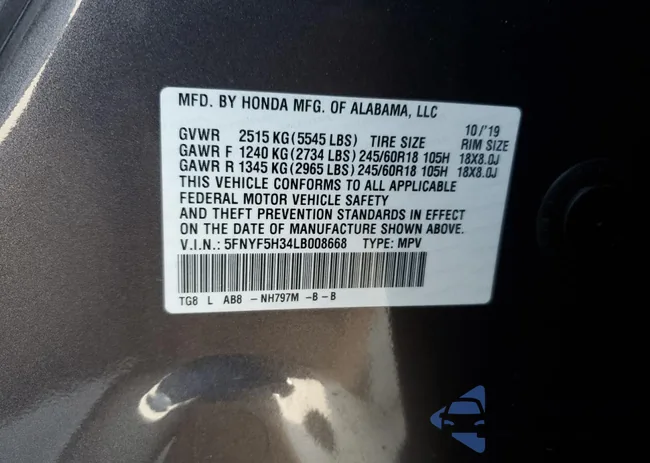 MFD. BY HONDA MFG. OF ALABAMA, LLC
10/'19
GVWR 2515 KG(5545 LBS) TIRE SIZE RIM SIZE
GAWR F 1240 KG(2734 LBS) 245/60R18 105H 18X8.0J
GAWR R 1345 KG(2965 LBS) 245/60R18 105H 18X8.0J
THIS VEHICLE CONFORMS TO ALL APPLICABLE
FEDERAL MOTOR VEHICLE SAFETY
AND THEFT PREVENTION STANDARDS IN EFFECT
ON THE DATE OF MANUFACTURE SHOWN ABOVE.
V.I.N.: 5FNYF5H34LB008668 TYPE: MPV
TG8 L AB8 -NH797M -B-B